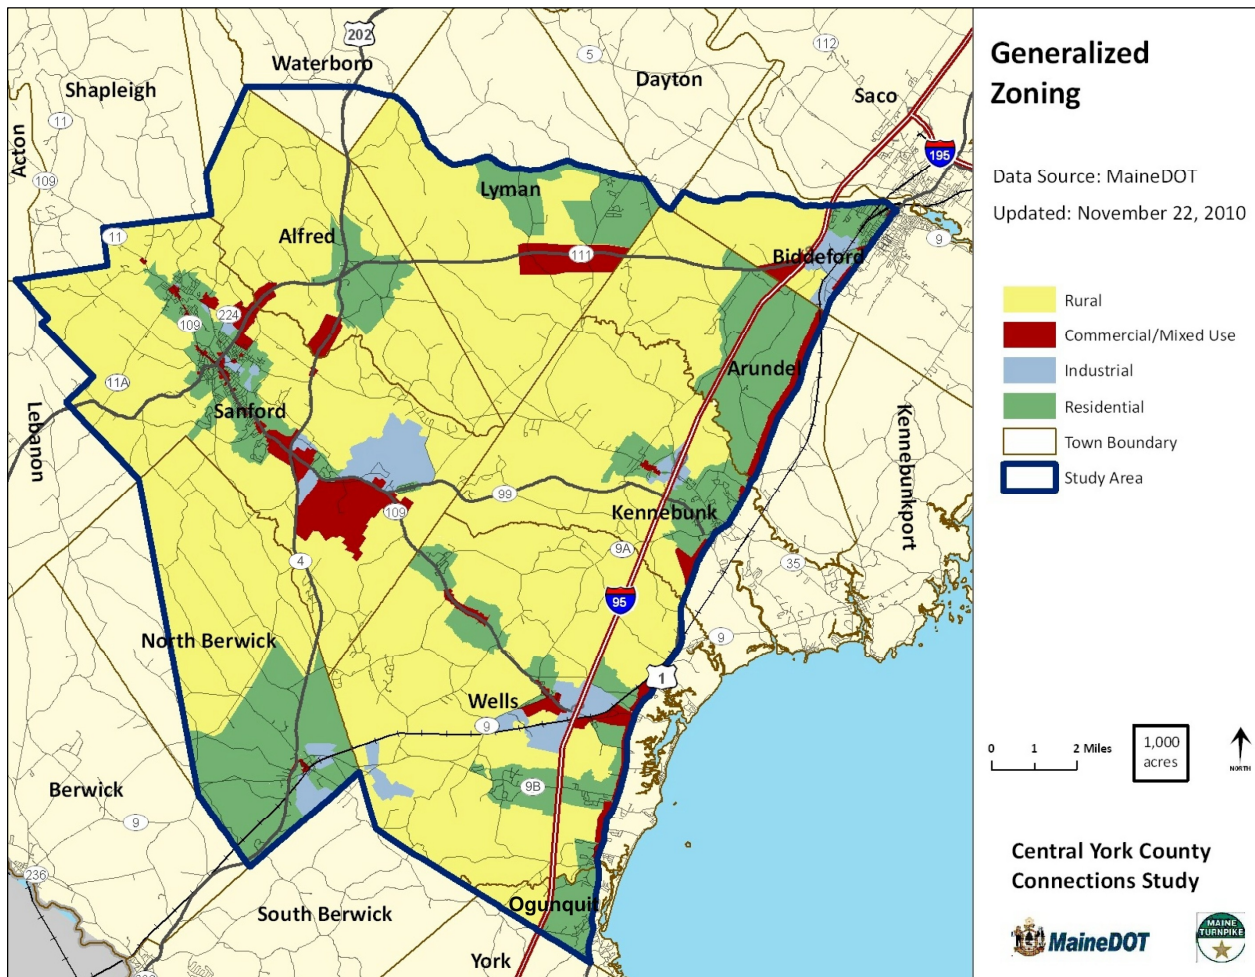 Generalized
Zoning
Data Source: MaineDOT
Updated: November 22, 2010
Rural
Commercial/Mixed Use
Industrial
Residential
Town Boundary
Study Area
0 1 2 Miles
1,000
acres
NORTH
Central York County
Connections Study
MaineDOT
MAINE
TURNPIKE
202
Waterboro
5
112
Shapleigh
Dayton
Saco
11
195
Acton
109
Lyman
11
Alfred
9
111
Biddeford
109
224
11A
Arundel
Lebanon
Sanford
Kennebunkport
99
109
Kennebunk
9A
4
35
95
North Berwick
9
1
Wells
9
9B
Berwick
9
236
South Berwick
Ogunquit
York